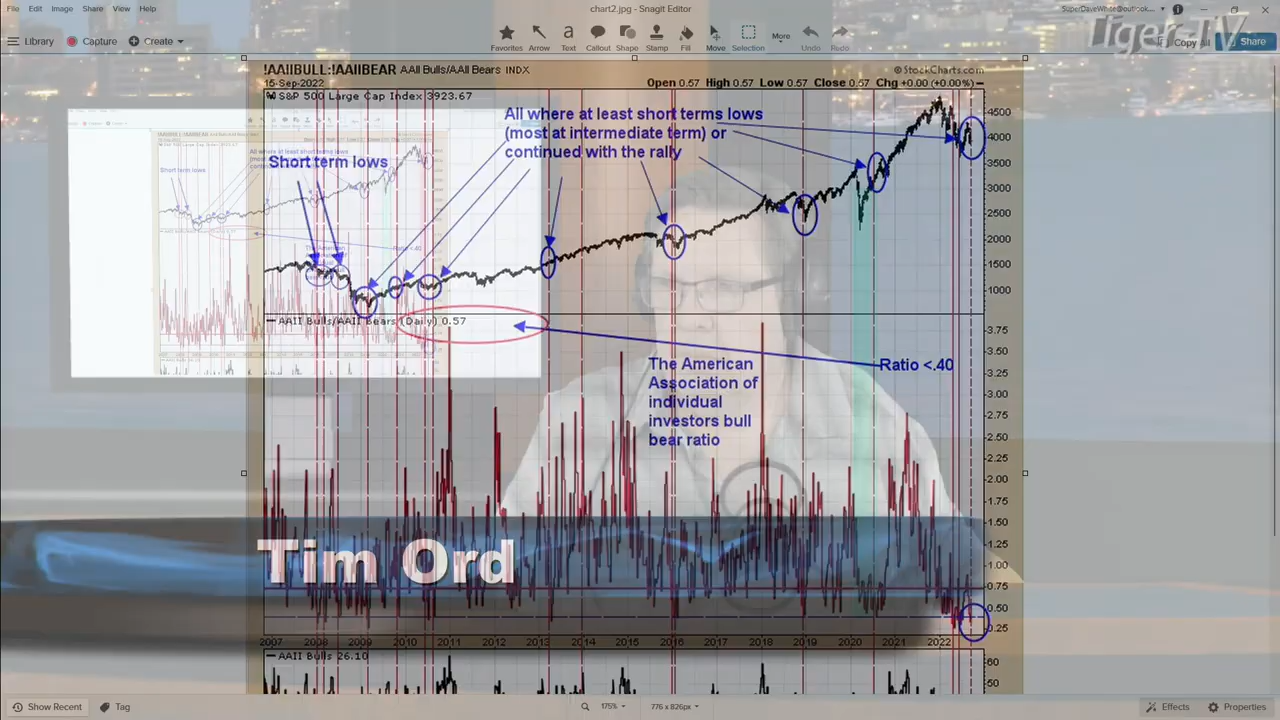 File Edit Image Share View Help
chart2.jpg - Snagit Editor
SuperDaveWhse@outlook...
Library Capture Create
Favorites Arrow Text Callout Shape Stamp Fill Move Selection More Undo Redo
Copy All Share
Tiger TV
!AAIIBULL:!AAIIBEAR AAII Bulls/AAII Bears INDX
© StockCharts.com
15-Sep-2022
Open 0.57 High 0.57 Low 0.57 Close 0.57 Chg +0.00 (+0.00%)
S&P 500 Large Cap Index 3923.67
All where at least short terms lows
(most at intermediate term) or
continued with the rally
Short term lows
4500
4000
3500
3000
2500
2000
1500
1000
AAII Bulls/AAII Bears (Daily) 0.57
Ratio <.40
The American
Association of
individual
investors bull
bear ratio
3.75
3.50
3.25
3.00
2.75
2.50
2.25
2.00
1.75
1.50
1.25
1.00
0.75
0.50
0.25
Tim Ord
2007 2008 2009 2010 2011 2012 2013 2014 2015 2016 2017 2018 2019 2020 2021 2022
AAII Bulls 26.10
60
50
Show Recent Tag
175% 776 x 826px
Effects Properties